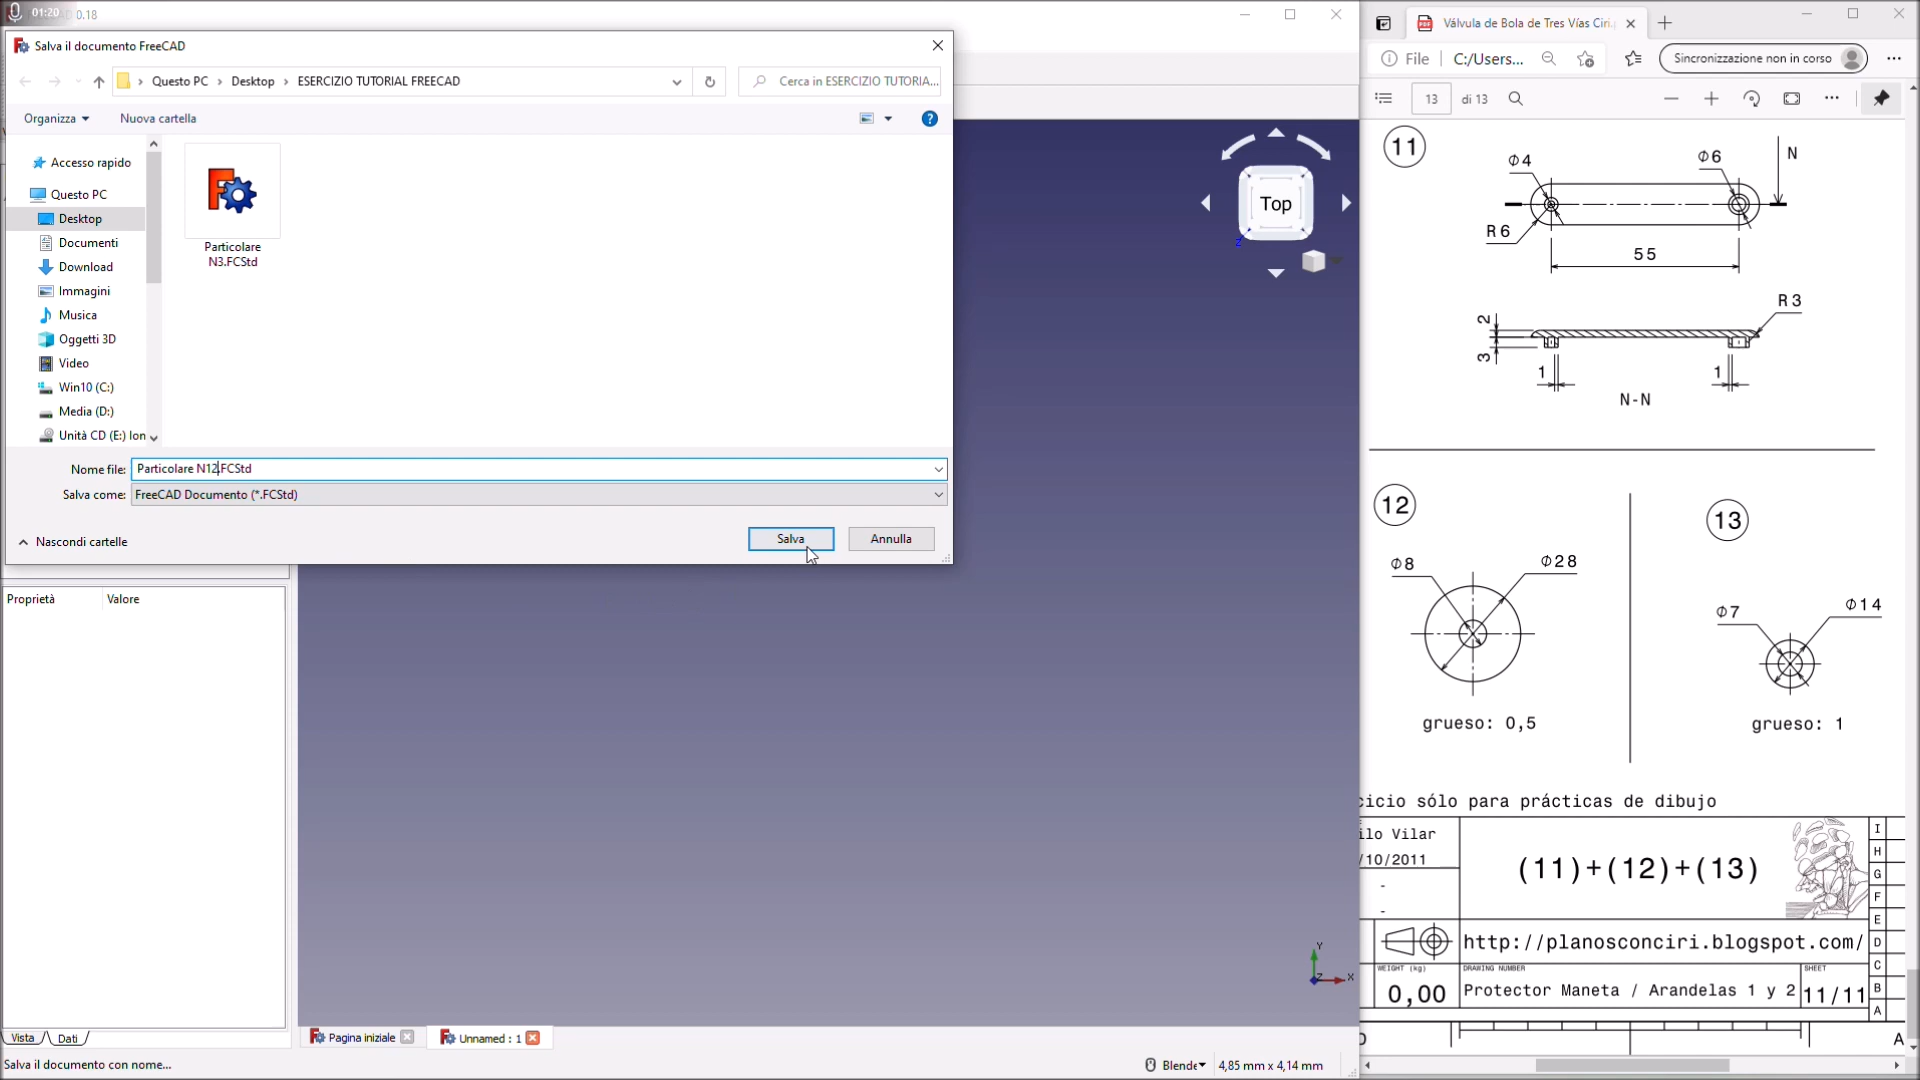 01:20
0.18
Salva il documento FreeCAD
Questo PC › Desktop › ESERCIZIO TUTORIAL FREECAD
Cerca in ESERCIZIO TUTORIA...
Organizza
Nuova cartella
?
Accesso rapido
Questo PC
Desktop
Documenti
Download
Immagini
Musica
Oggetti 3D
Video
Win10 (C:)
Media (D:)
Unità CD (E:) Ion
Particolare
N3.FCStd
Nome file: Particolare N12.FCStd
Salva come: FreeCAD Documento (*.FCStd)
Nascondi cartelle
Salva
Annulla
Top
Z
Proprietà Valore
Y
Z
X
Vista
Dati
Pagina iniziale
Unnamed : 1
Salva il documento con nome...
Blende
4,85 mm x 4,14 mm
Válvula de Bola de Tres Vías Ciri.p
File
C:/Users...
Sincronizzazione non in corso
13 di 13
11
Φ4
Φ6
N
R6
55
R3
2
3
1
1
N-N
12
13
Φ8
Φ28
Φ7
Φ14
grueso: 0,5
grueso: 1
cicio sólo para prácticas de dibujo
ilo Vilar
/10/2011
-
-
(11)+(12)+(13)
I
H
G
F
E
D
C
B
A
http://planosconciri.blogspot.com/
WEIGHT (kg)
0,00
DRAWING NUMBER
Protector Maneta / Arandelas 1 y 2
SHEET
11/11
A